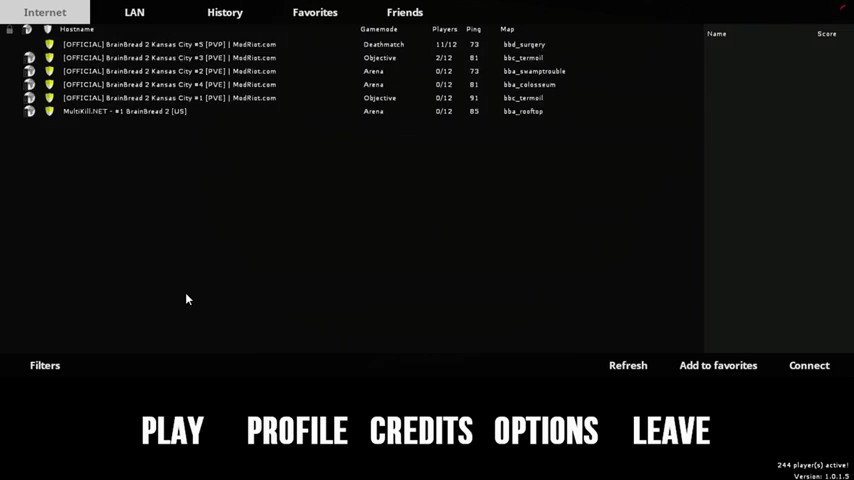 Internet LAN History Favorites Friends
Hostname Gamemode Players Ping Map Name Score
[OFFICIAL] BrainBread 2 Kansas City #5 [PVP] | ModRiot.com Deathmatch 11/12 73 bbd_surgery
[OFFICIAL] BrainBread 2 Kansas City #3 [PVE] | ModRiot.com Objective 2/12 81 bbc_termoil
[OFFICIAL] BrainBread 2 Kansas City #2 [PVE] | ModRiot.com Arena 0/12 73 bba_swamptrouble
[OFFICIAL] BrainBread 2 Kansas City #4 [PVE] | ModRiot.com Arena 0/12 81 bba_colosseum
[OFFICIAL] BrainBread 2 Kansas City #1 [PVE] | ModRiot.com Objective 0/12 91 bbc_termoil
MultiKill.NET - #1 BrainBread 2 [US] Arena 0/12 85 bba_rooftop
Filters Refresh Add to favorites Connect
PLAY PROFILE CREDITS OPTIONS LEAVE
244 player(s) active!
Version: 1.0.1.5